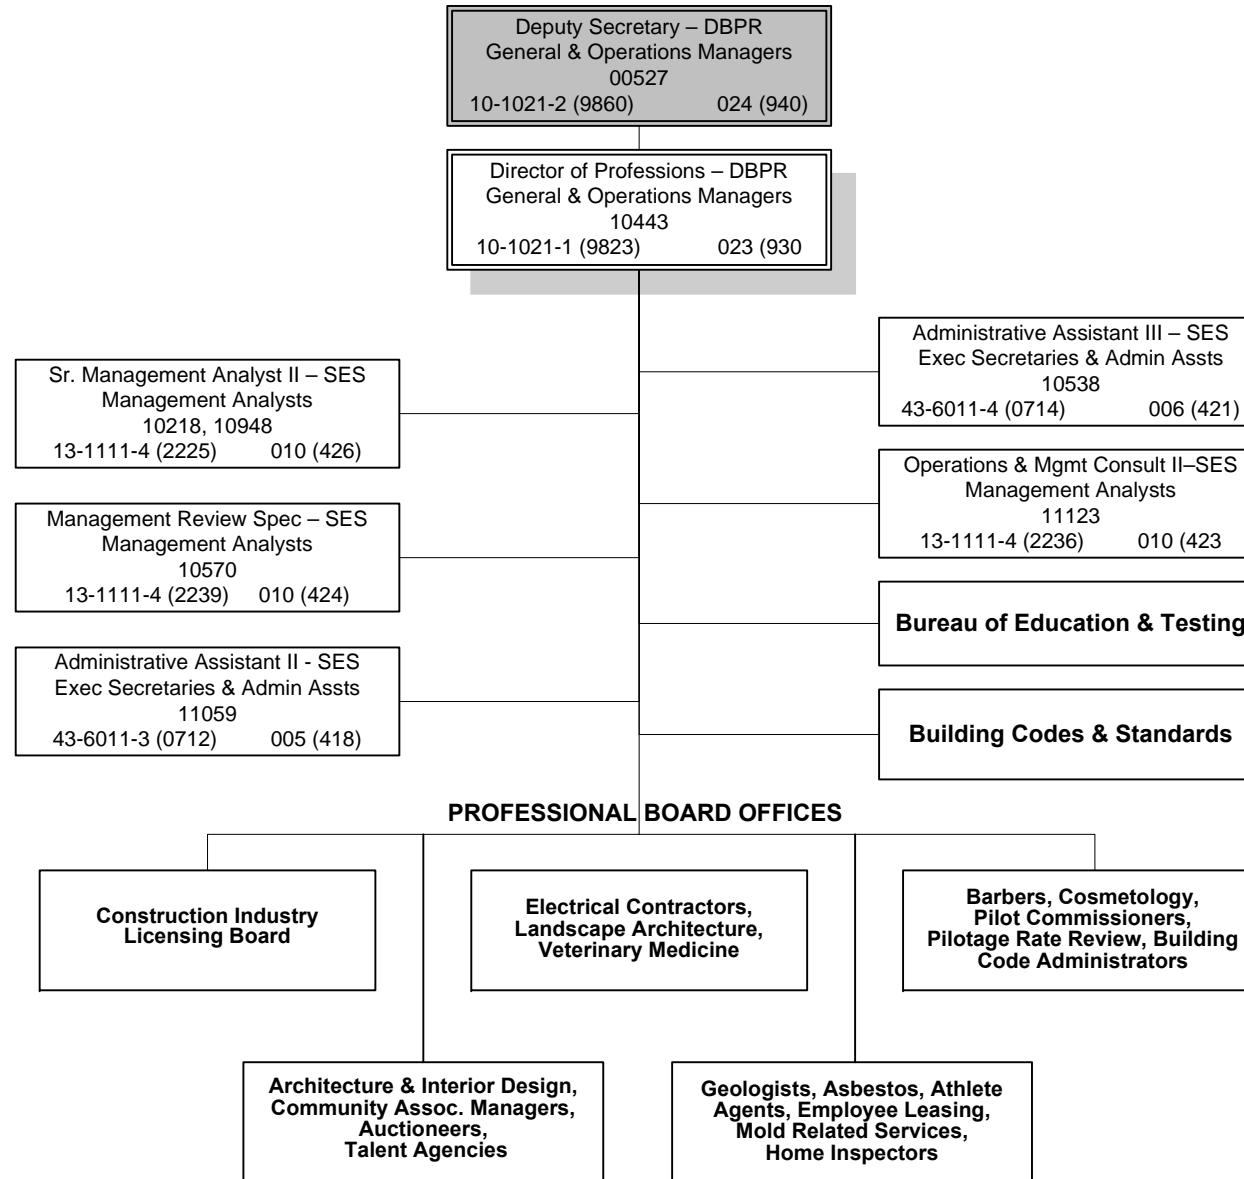 Deputy Secretary – DBPR
General & Operations Managers
00527
10-1021-2 (9860) 024 (940)
Director of Professions – DBPR
General & Operations Managers
10443
10-1021-1 (9823) 023 (930
Administrative Assistant III – SES
Exec Secretaries & Admin Assts
10538
43-6011-4 (0714) 006 (421)
Sr. Management Analyst II – SES
Management Analysts
10218, 10948
13-1111-4 (2225) 010 (426)
Operations & Mgmt Consult II–SES
Management Analysts
11123
13-1111-4 (2236) 010 (423
Management Review Spec – SES
Management Analysts
10570
13-1111-4 (2239) 010 (424)
Bureau of Education & Testing
Administrative Assistant II - SES
Exec Secretaries & Admin Assts
11059
43-6011-3 (0712) 005 (418)
Building Codes & Standards
PROFESSIONAL BOARD OFFICES
Construction Industry
Licensing Board
Electrical Contractors,
Landscape Architecture,
Veterinary Medicine
Barbers, Cosmetology,
Pilot Commissioners,
Pilotage Rate Review, Building
Code Administrators
Architecture & Interior Design,
Community Assoc. Managers,
Auctioneers,
Talent Agencies
Geologists, Asbestos, Athlete
Agents, Employee Leasing,
Mold Related Services,
Home Inspectors